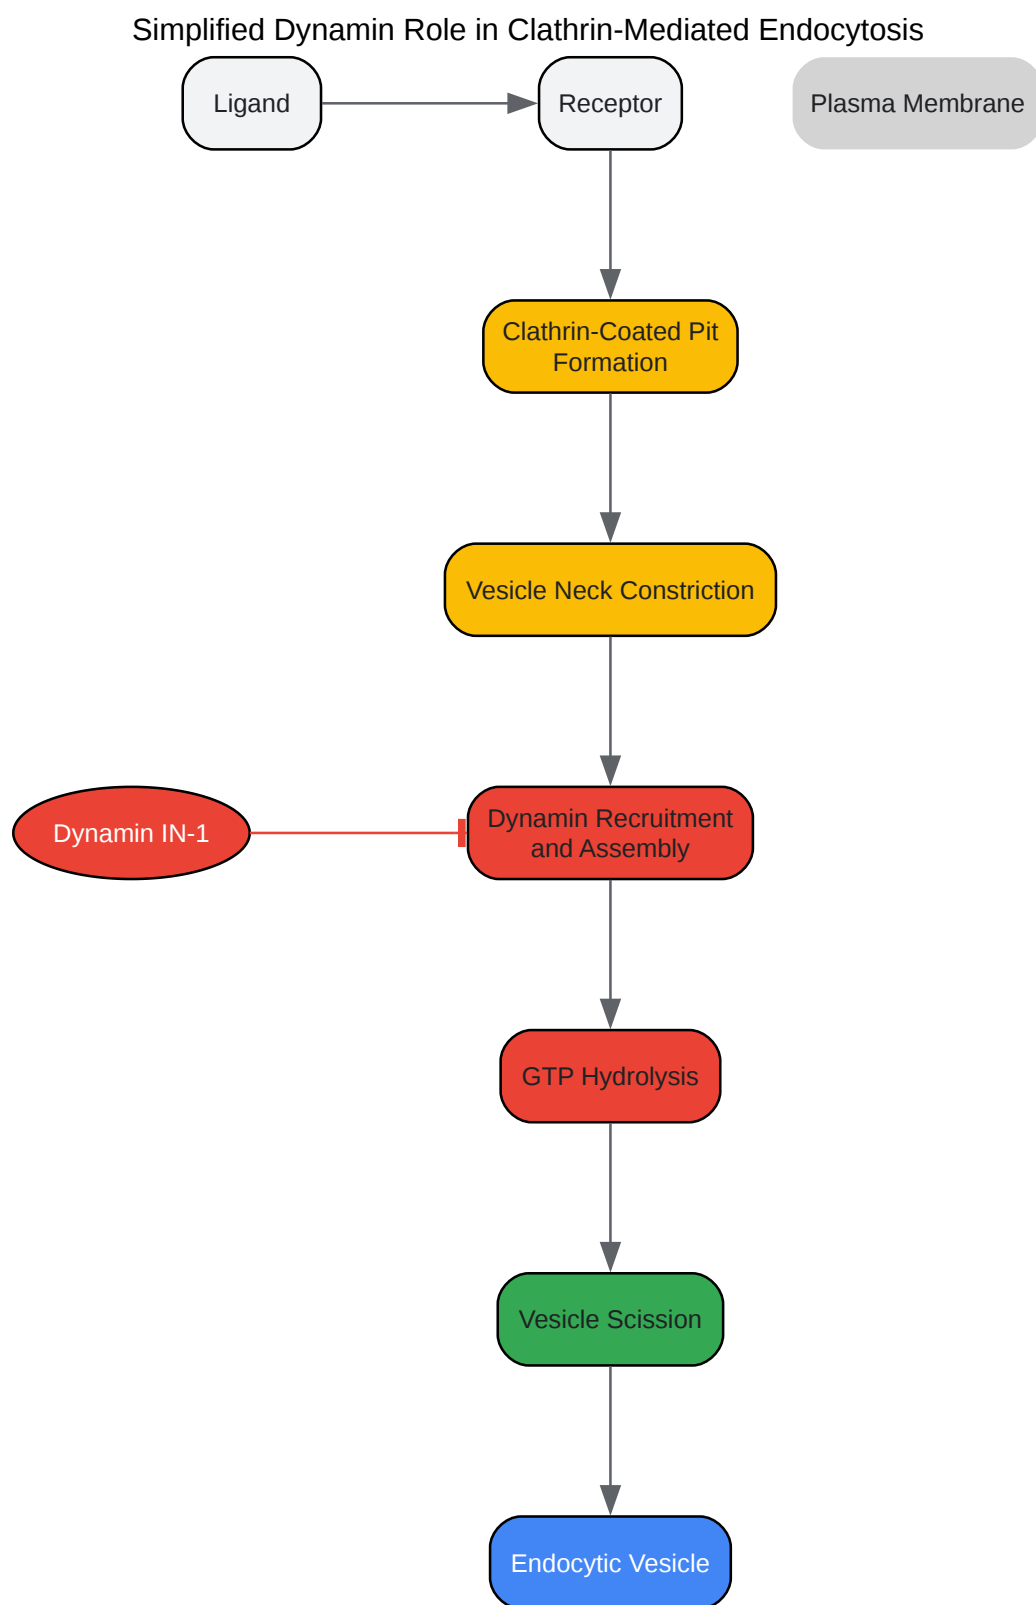 Simplified Dynamin Role in Clathrin-Mediated Endocytosis
Ligand
Receptor
Plasma Membrane
Clathrin-Coated Pit
Formation
Vesicle Neck Constriction
Dynamin IN-1
Dynamin Recruitment
and Assembly
GTP Hydrolysis
Vesicle Scission
Endocytic Vesicle